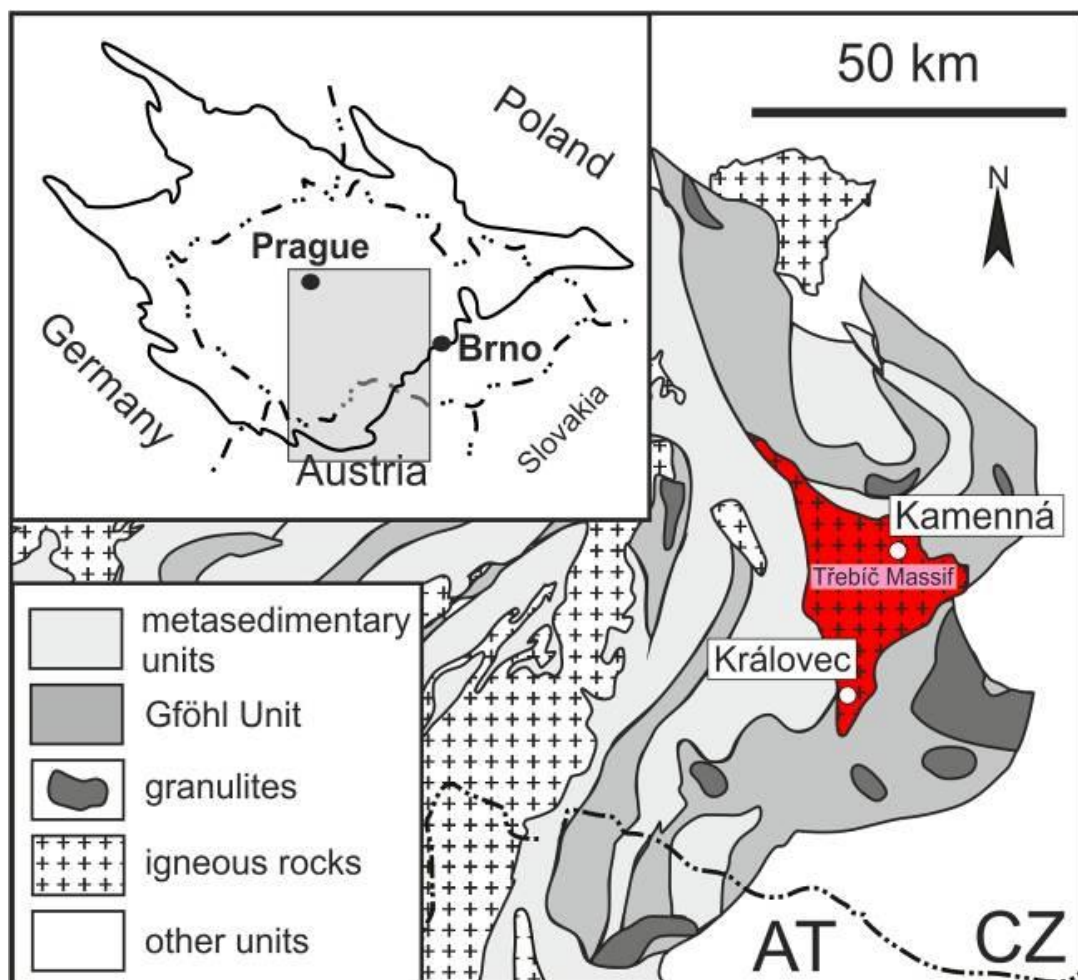 Poland
Prague
Brno
Germany
Slovakia
Austria
50 km
N
Kamenná
Třebíč Massif
Královec
AT
CZ
metasedimentary
units
Gföhl Unit
granulites
igneous rocks
other units